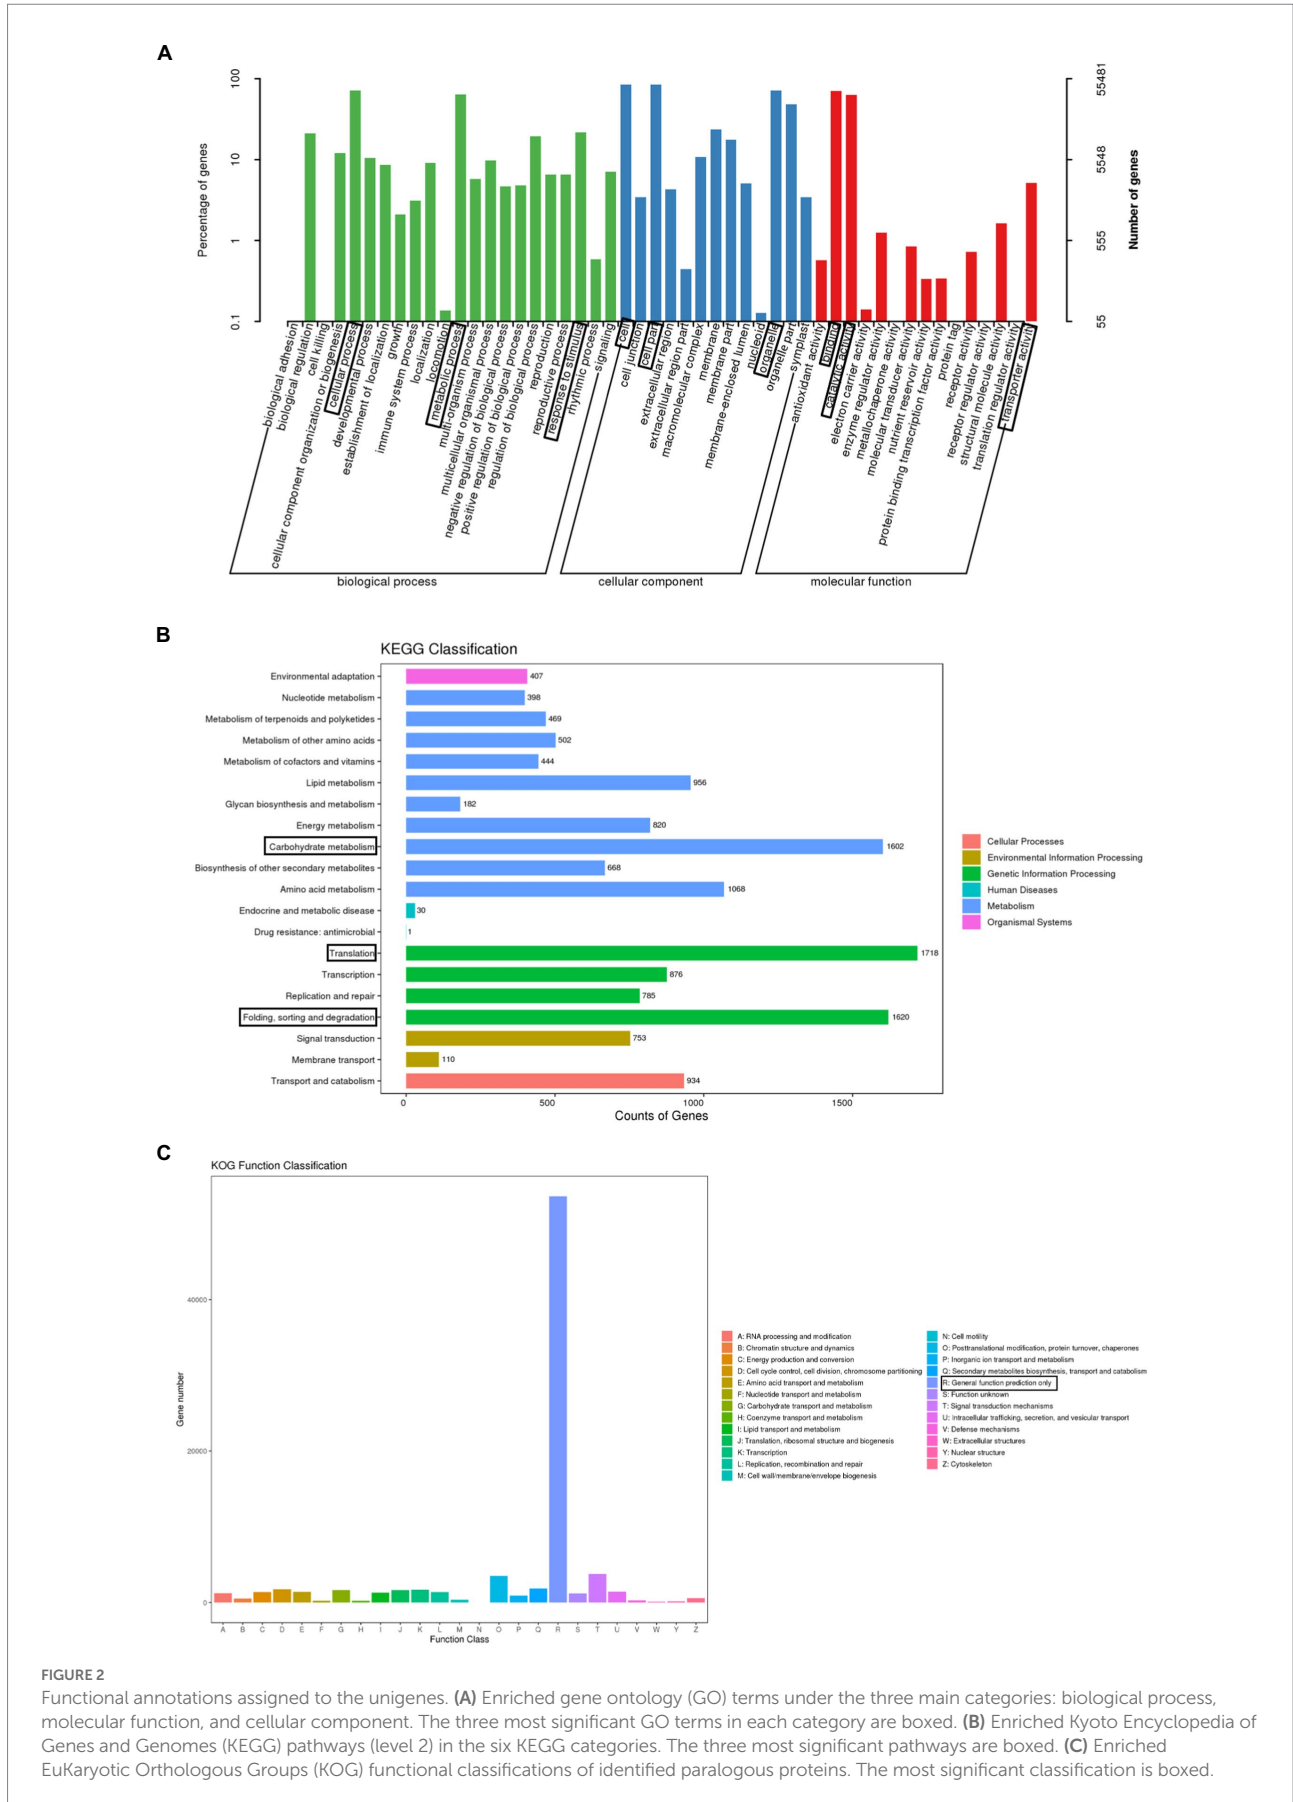 A
Percentage of genes
100
10
1
0.1
55481
5548
555
55
Number of genes
biological adhesion
biological regulation
cell killing
cellular component organization or biogenesis
cellular process
developmental process
establishment of localization
growth
immune system process
localization
locomotion
metabolic process
multi-organism process
multicellular organismal process
negative regulation of biological process
positive regulation of biological process
regulation of biological process
reproduction
reproductive process
response to stimulus
rhythmic process
signaling
cell
cell junction
cell part
extracellular region
extracellular region part
macromolecular complex
membrane
membrane part
membrane-enclosed lumen
nucleoid
organelle
organelle part
symplast
antioxidant activity
binding
catalytic activity
electron carrier activity
enzyme regulator activity
metallochaperone activity
molecular transducer activity
nutrient reservoir activity
protein binding transcription factor activity
protein tag
receptor activity
receptor regulator activity
structural molecule activity
translation regulator activity
transporter activity
biological process
cellular component
molecular function
B
KEGG Classification
Environmental adaptation 407
Nucleotide metabolism 398
Metabolism of terpenoids and polyketides 469
Metabolism of other amino acids 502
Metabolism of cofactors and vitamins 444
Lipid metabolism 956
Glycan biosynthesis and metabolism 182
Energy metabolism 820
Carbohydrate metabolism 1602
Biosynthesis of other secondary metabolites 668
Amino acid metabolism 1068
Endocrine and metabolic disease 30
Drug resistance: antimicrobial 1
Translation 1718
Transcription 876
Replication and repair 785
Folding, sorting and degradation 1620
Signal transduction 753
Membrane transport 110
Transport and catabolism 934
0 500 1000 1500
Counts of Genes
Cellular Processes
Environmental Information Processing
Genetic Information Processing
Human Diseases
Metabolism
Organismal Systems
C
KOG Function Classification
Gene number
40000
20000
0
A B C D E F G H I J K L M N O P Q R S T U V W Y Z
Function Class
A: RNA processing and modification
B: Chromatin structure and dynamics
C: Energy production and conversion
D: Cell cycle control, cell division, chromosome partitioning
E: Amino acid transport and metabolism
F: Nucleotide transport and metabolism
G: Carbohydrate transport and metabolism
H: Coenzyme transport and metabolism
I: Lipid transport and metabolism
J: Translation, ribosomal structure and biogenesis
K: Transcription
L: Replication, recombination and repair
M: Cell wall/membrane/envelope biogenesis
N: Cell motility
O: Posttranslational modification, protein turnover, chaperones
P: Inorganic ion transport and metabolism
Q: Secondary metabolites biosynthesis, transport and catabolism
R: General function prediction only
S: Function unknown
T: Signal transduction mechanisms
U: Intracellular trafficking, secretion, and vesicular transport
V: Defense mechanisms
W: Extracellular structures
Y: Nuclear structure
Z: Cytoskeleton
FIGURE 2
Functional annotations assigned to the unigenes. (A) Enriched gene ontology (GO) terms under the three main categories: biological process,
molecular function, and cellular component. The three most significant GO terms in each category are boxed. (B) Enriched Kyoto Encyclopedia of
Genes and Genomes (KEGG) pathways (level 2) in the six KEGG categories. The three most significant pathways are boxed. (C) Enriched
EuKaryotic Orthologous Groups (KOG) functional classifications of identified paralogous proteins. The most significant classification is boxed.